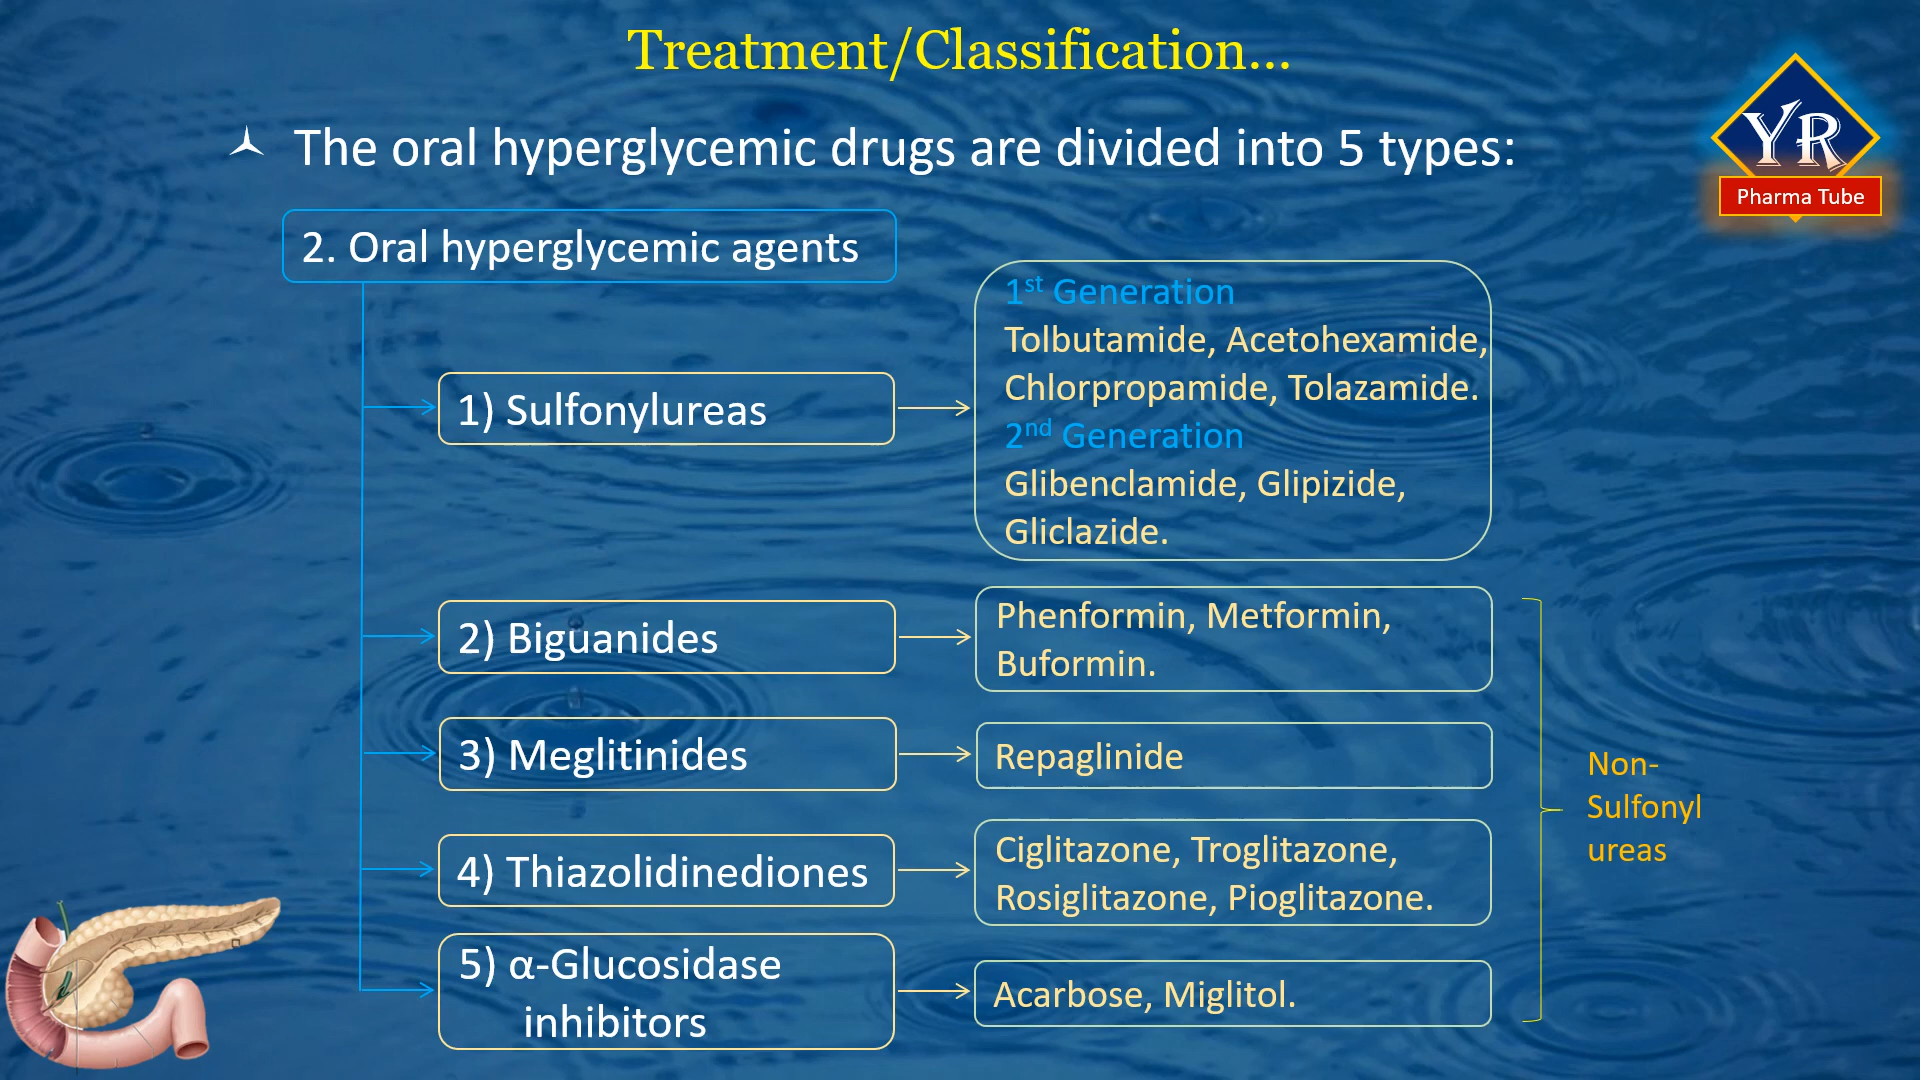 Treatment/Classification...
The oral hyperglycemic drugs are divided into 5 types:
YR
Pharma Tube
2. Oral hyperglycemic agents
1) Sulfonylureas
1st Generation
Tolbutamide, Acetohexamide,
Chlorpropamide, Tolazamide.
2nd Generation
Glibenclamide, Glipizide,
Gliclazide.
2) Biguanides
Phenformin, Metformin,
Buformin.
3) Meglitinides
Repaglinide
4) Thiazolidinediones
Ciglitazone, Troglitazone,
Rosiglitazone, Pioglitazone.
5) α-Glucosidase
inhibitors
Acarbose, Miglitol.
Non-
Sulfonyl
ureas